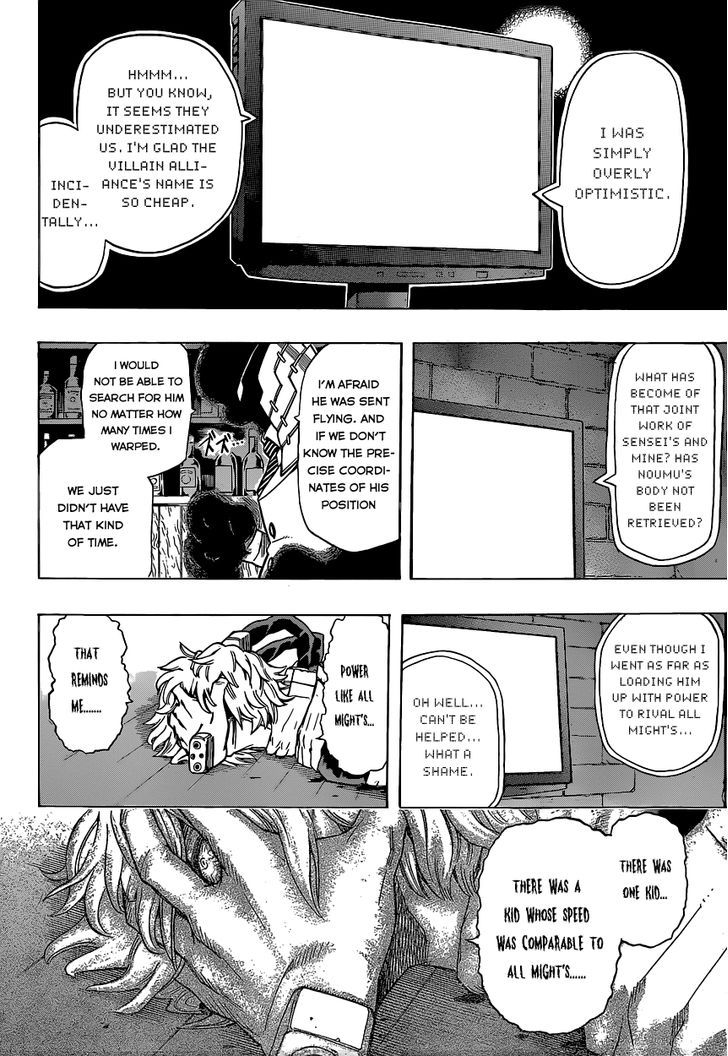 I WAS
SIMPLY
OVERLY
OPTIMISTIC.
HMMM...
BUT YOU KNOW,
IT SEEMS THEY
UNDERESTIMATED
US. I'M GLAD THE
VILLAIN ALLI-
ANCE'S NAME IS
SO CHEAP.
INCI-
DEN-
TALLY...
WHAT HAS
BECOME OF
THAT JOINT
WORK OF
SENSEI'S AND
MINE? HAS
NOUMU'S
BODY NOT
BEEN
RETRIEVED?
I'M AFRAID
HE WAS SENT
FLYING. AND
IF WE DON'T
KNOW THE PRE-
CISE COORDI-
NATES OF HIS
POSITION
I WOULD
NOT BE ABLE TO
SEARCH FOR HIM
NO MATTER HOW
MANY TIMES I
WARPED.
WE JUST
DIDN'T HAVE
THAT KIND
OF TIME.
ズズ…
EVEN THOUGH I
WENT AS FAR AS
LOADING HIM
UP WITH POWER
TO RIVAL ALL
MIGHT'S...
OH WELL...
CAN'T BE
HELPED...
WHAT A
SHAME.
POWER
LIKE ALL
MIGHT'S...
THAT
REMINDS
ME.......
THERE WAS
ONE KID...
THERE WAS A
KID WHOSE SPEED
WAS COMPARABLE TO
ALL MIGHT'S......